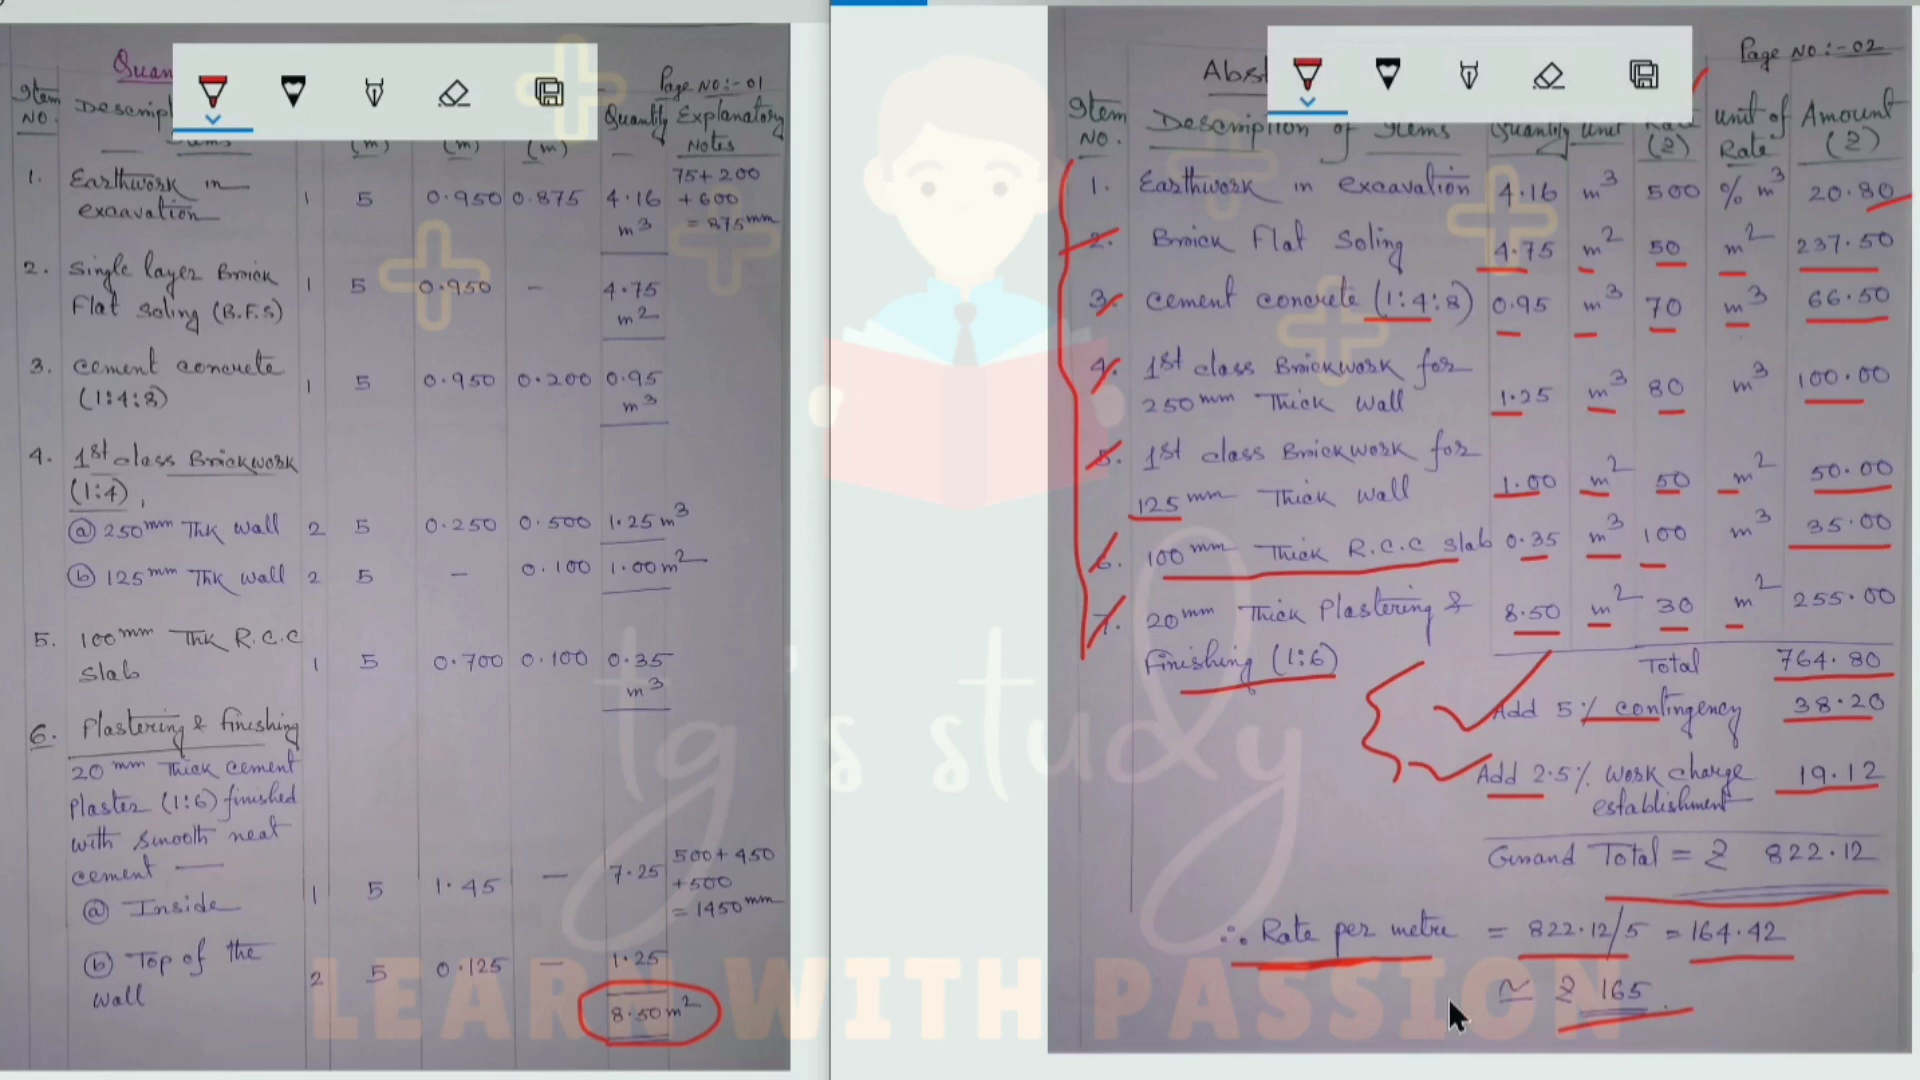 Page NO:-01
Item
NO.
Quantity
Explanatory
Notes
(m)
(m)
(m)
1.
Earthwork in
excavation
1
5
0.950
0.875
4.16
m³
75+200
+600
= 875mm
2.
Single layer Brick
Flat Soling (B.F.S)
1
5
0.950
-
4.75
m²
3.
cement concrete
(1:4:8)
1
5
0.950
0.200
0.95
m³
4.
1st class Brickwork
(1:4),
(a) 250mm Thk wall
2
5
0.250
0.500
1.25 m³
(b) 125mm Thk wall
2
5
-
0.100
1.00m²
5.
100mm Thk R.C.C
Slab
1
5
0.700
0.100
0.35
m³
6.
Plastering & finishing
20 mm Thick cement
Plaster (1:6) finished
with smooth neat
cement —
(a) Inside
1
5
1.45
—
7.25
500+450
+500
= 1450mm
(b) Top of the
wall
2
5
0.125
—
1.25
8.50m²
Page NO:-02
Item
NO.
Description of Items
Quantity
Unit
(₹)
unit of
Rate
Amount
(₹)
1. Earthwork in excavation 4.16 m³ 500 % m³ 20.80
2. Brick Flat Soling 4.75 m² 50 m² 237.50
3. cement concrete (1:4:8) 0.95 m³ 70 m³ 66.50
4. 1st class Brickwork for
250mm Thick wall 1.25 m³ 80 m³ 100.00
5. 1st class Brickwork for
125mm Thick wall 1.00 m² 50 m² 50.00
6. 100mm Thick R.C.C slab 0.35 m³ 100 m³ 35.00
7. 20mm Thick Plastering &
finishing (1:6) 8.50 m² 30 m² 255.00
Total 764.80
Add 5% contingency 38.20
Add 2.5% work charge
establishment 19.12
Grand Total = ₹ 822.12
∴ Rate per metre = 822.12/5 = 164.42
≃ ₹ 165.
tg's study
LEARN WITH PASSION